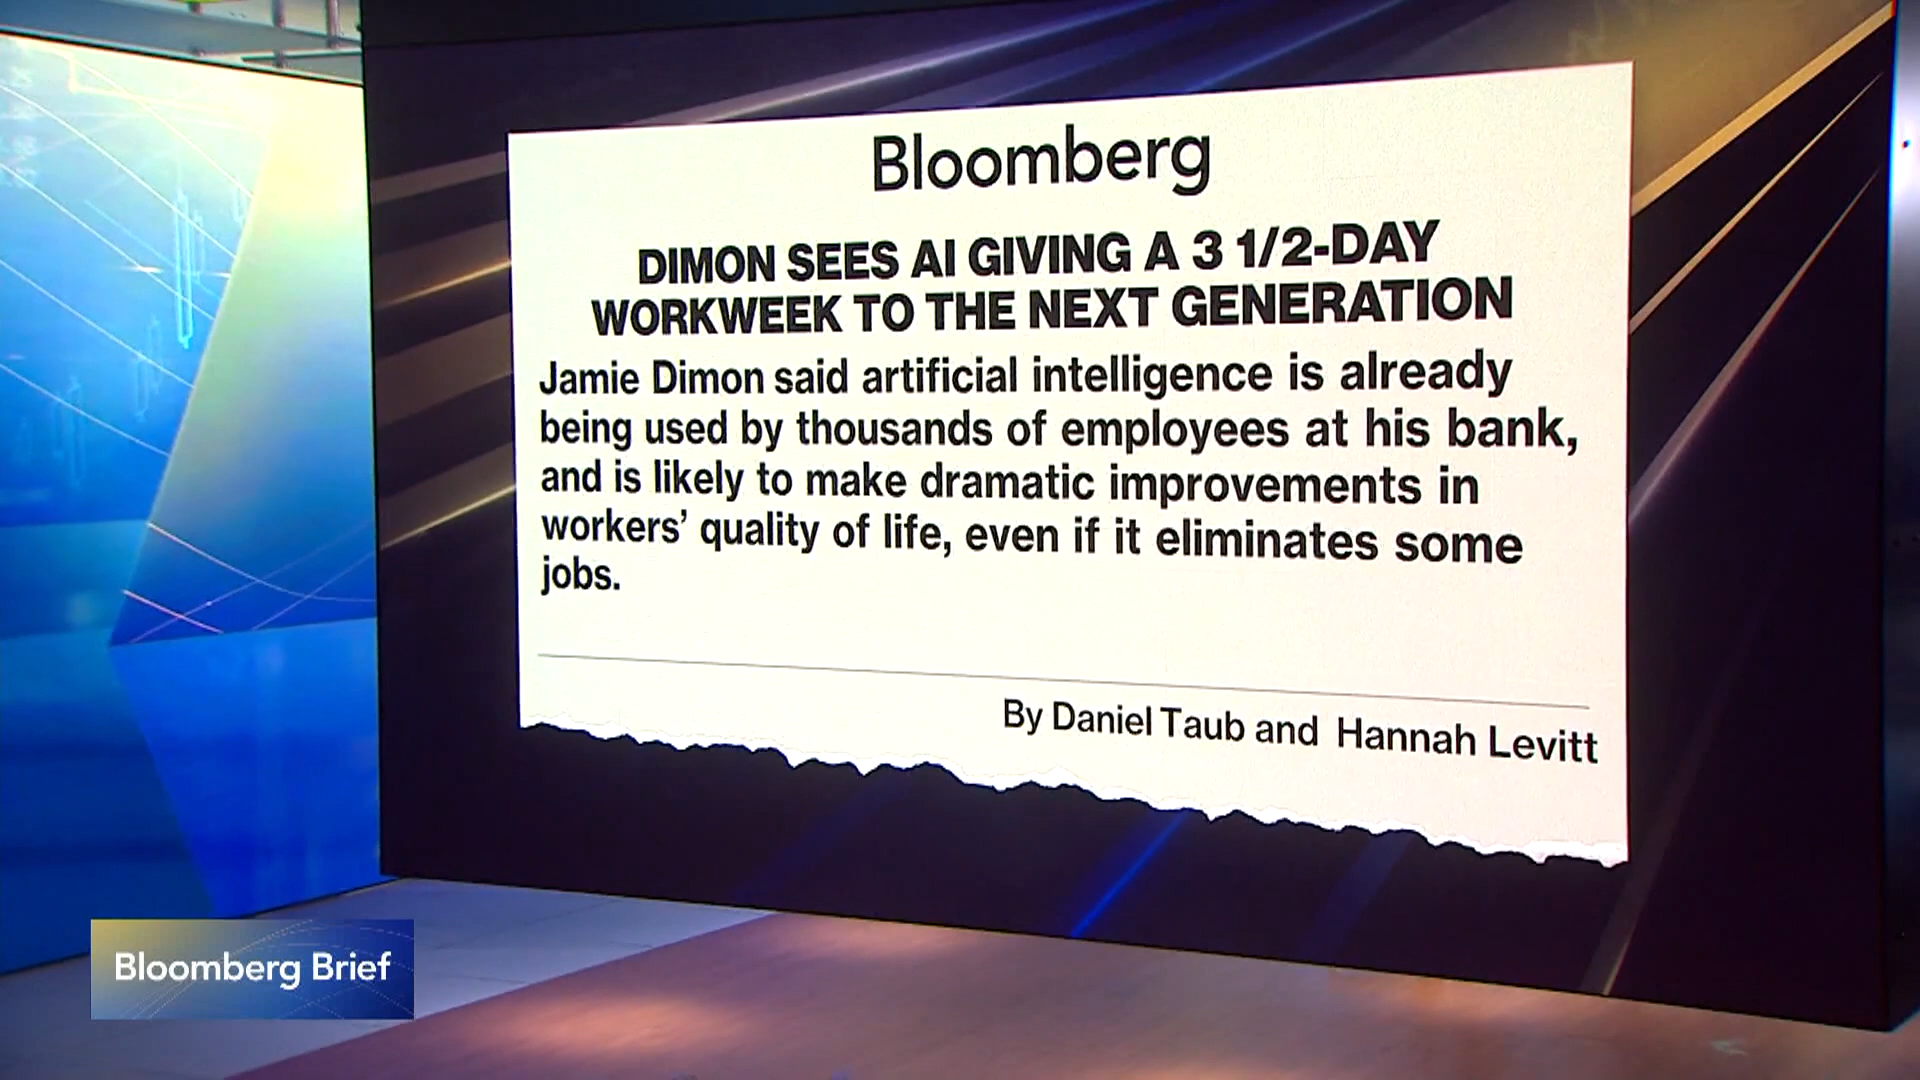 Bloomberg
DIMON SEES AI GIVING A 3 1/2-DAY
WORKWEEK TO THE NEXT GENERATION
Jamie Dimon said artificial intelligence is already
being used by thousands of employees at his bank,
and is likely to make dramatic improvements in
workers’ quality of life, even if it eliminates some
jobs.
By Daniel Taub and Hannah Levitt
Bloomberg Brief